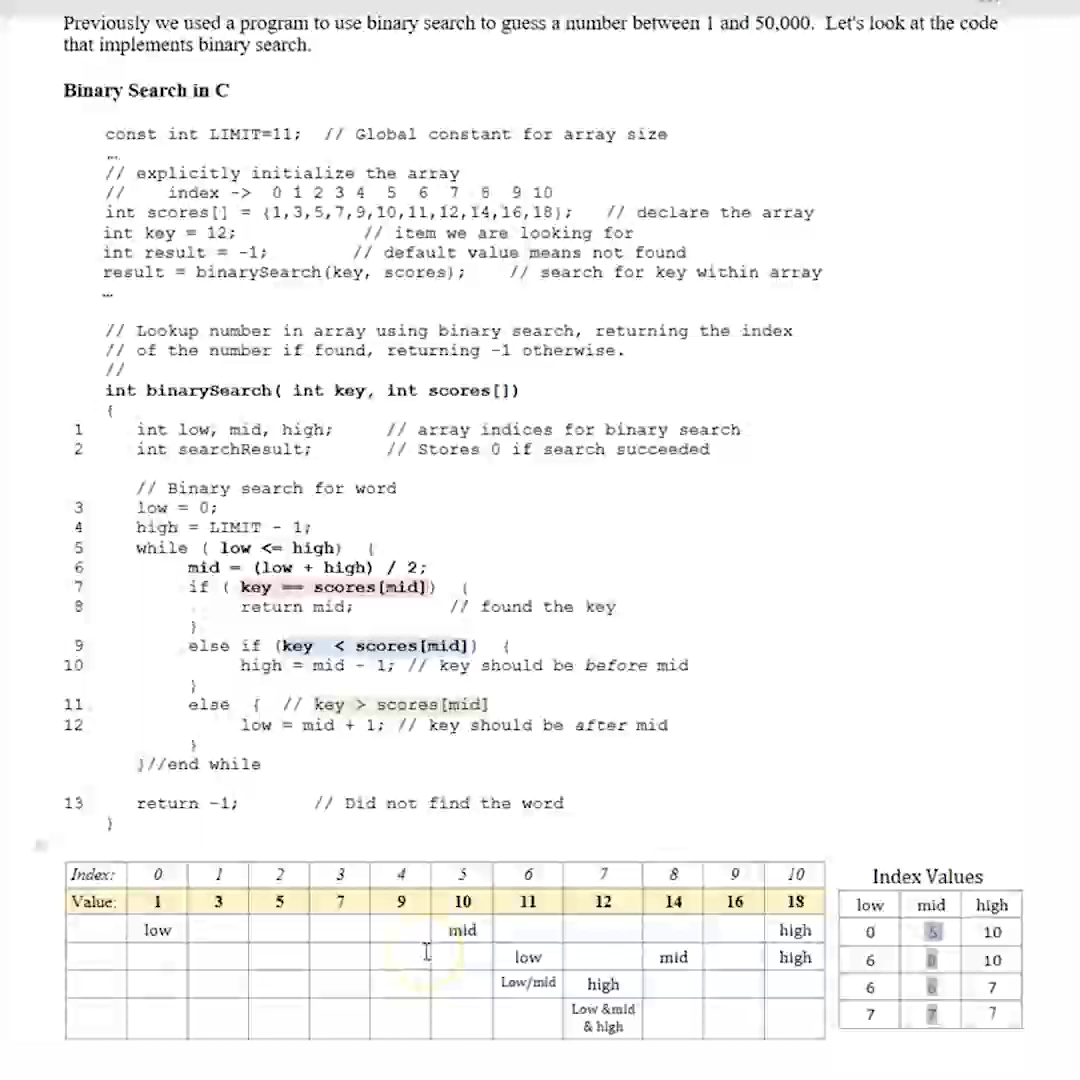 Previously we used a program to use binary search to guess a number between 1 and 50,000. Let's look at the code
that implements binary search.
Binary Search in C
const int LIMIT=11; // Global constant for array size
…
// explicitly initialize the array
// index -> 0 1 2 3 4 5 6 7 8 9 10
int scores[] = {1,3,5,7,9,10,11,12,14,16,18}; // declare the array
int key = 12; // item we are looking for
int result = -1; // default value means not found
result = binarySearch(key, scores); // search for key within array
…
// Lookup number in array using binary search, returning the index
// of the number if found, returning -1 otherwise.
//
int binarySearch( int key, int scores[])
{
1 int low, mid, high; // array indices for binary search
2 int searchResult; // Stores 0 if search succeeded
// Binary search for word
3 low = 0;
4 high = LIMIT - 1;
5 while ( low <= high) {
6 mid = (low + high) / 2;
7 if ( key == scores[mid]) {
8 return mid; // found the key
}
9 else if (key < scores[mid]) {
10 high = mid - 1; // key should be before mid
}
11 else { // key > scores[mid]
12 low = mid + 1; // key should be after mid
}
}//end while
13 return -1; // Did not find the word
}
Index: 0 1 2 3 4 5 6 7 8 9 10
Value: 1 3 5 7 9 10 11 12 14 16 18
low mid high
low mid high
Low/mid high
Low &mid
& high
Index Values
low mid high
0 5 10
6 10
6 6 7
7 7 7